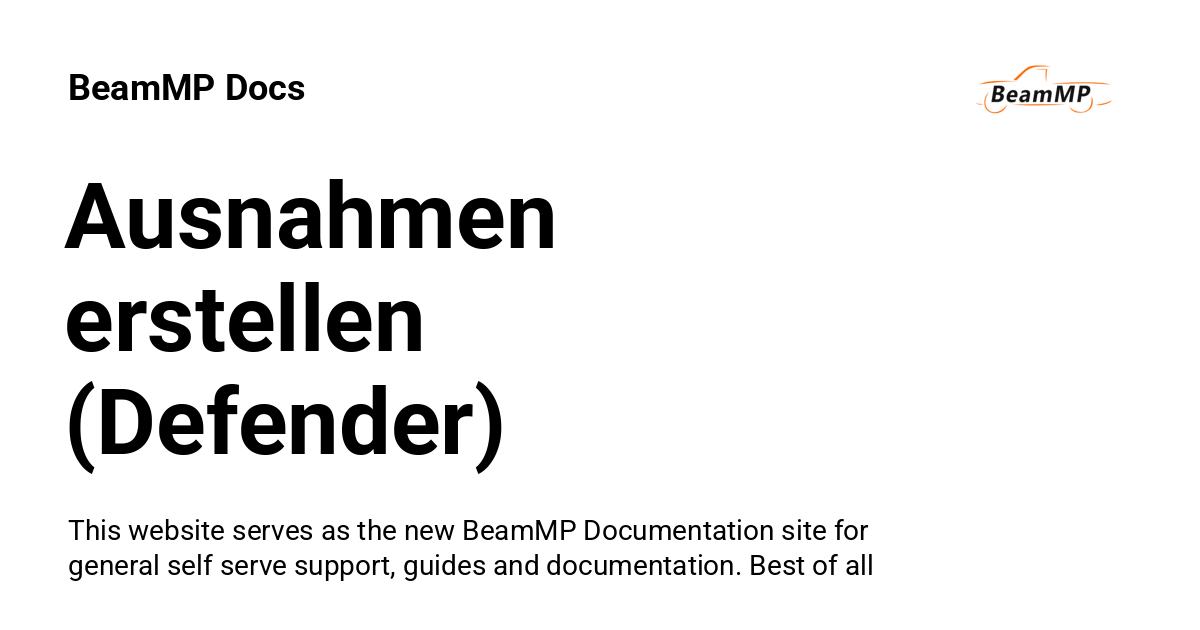 BeamMP Docs
BeamMP
Ausnahmen
erstellen
(Defender)
This website serves as the new BeamMP Documentation site for
general self serve support, guides and documentation. Best of all